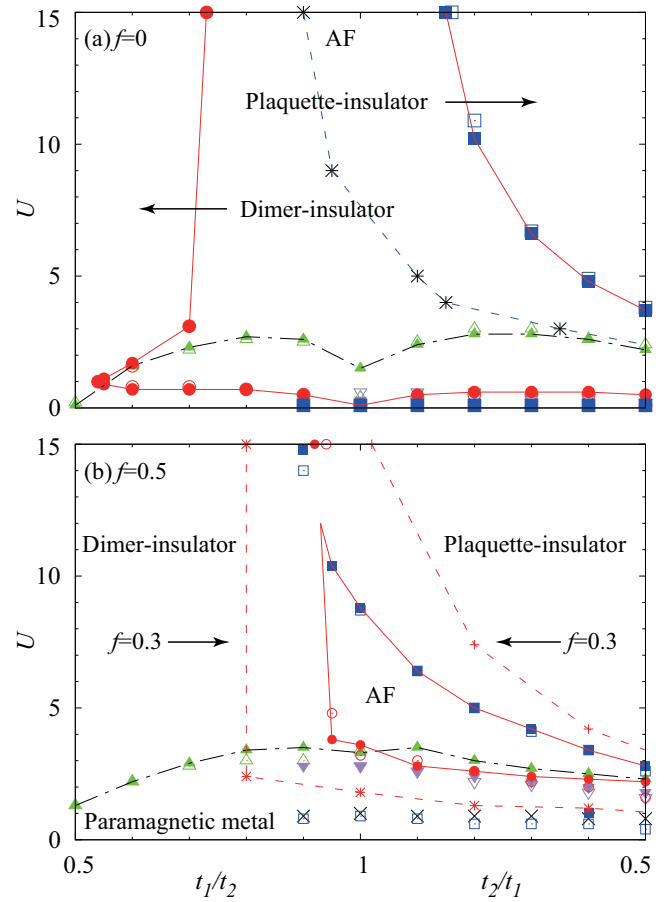 15
(a) f=0
AF
Plaquette-insulator
10
U
Dimer-insulator
5
0
15
(b) f=0.5
Dimer-insulator
Plaquette-insulator
10
U
f=0.3
f=0.3
AF
5
Paramagnetic metal
0
0.5
t1/t2
1
t2/t1
0.5